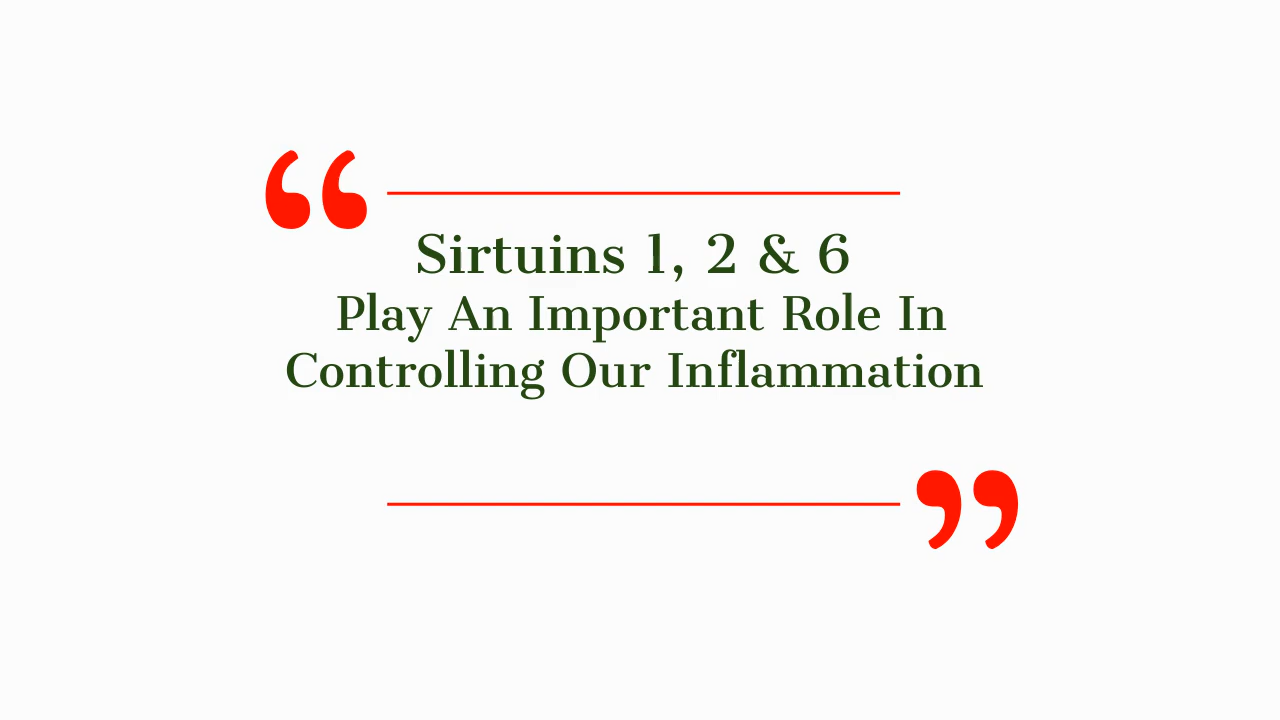 “
Sirtuins 1, 2 & 6
Play An Important Role In
Controlling Our Inflammation
”